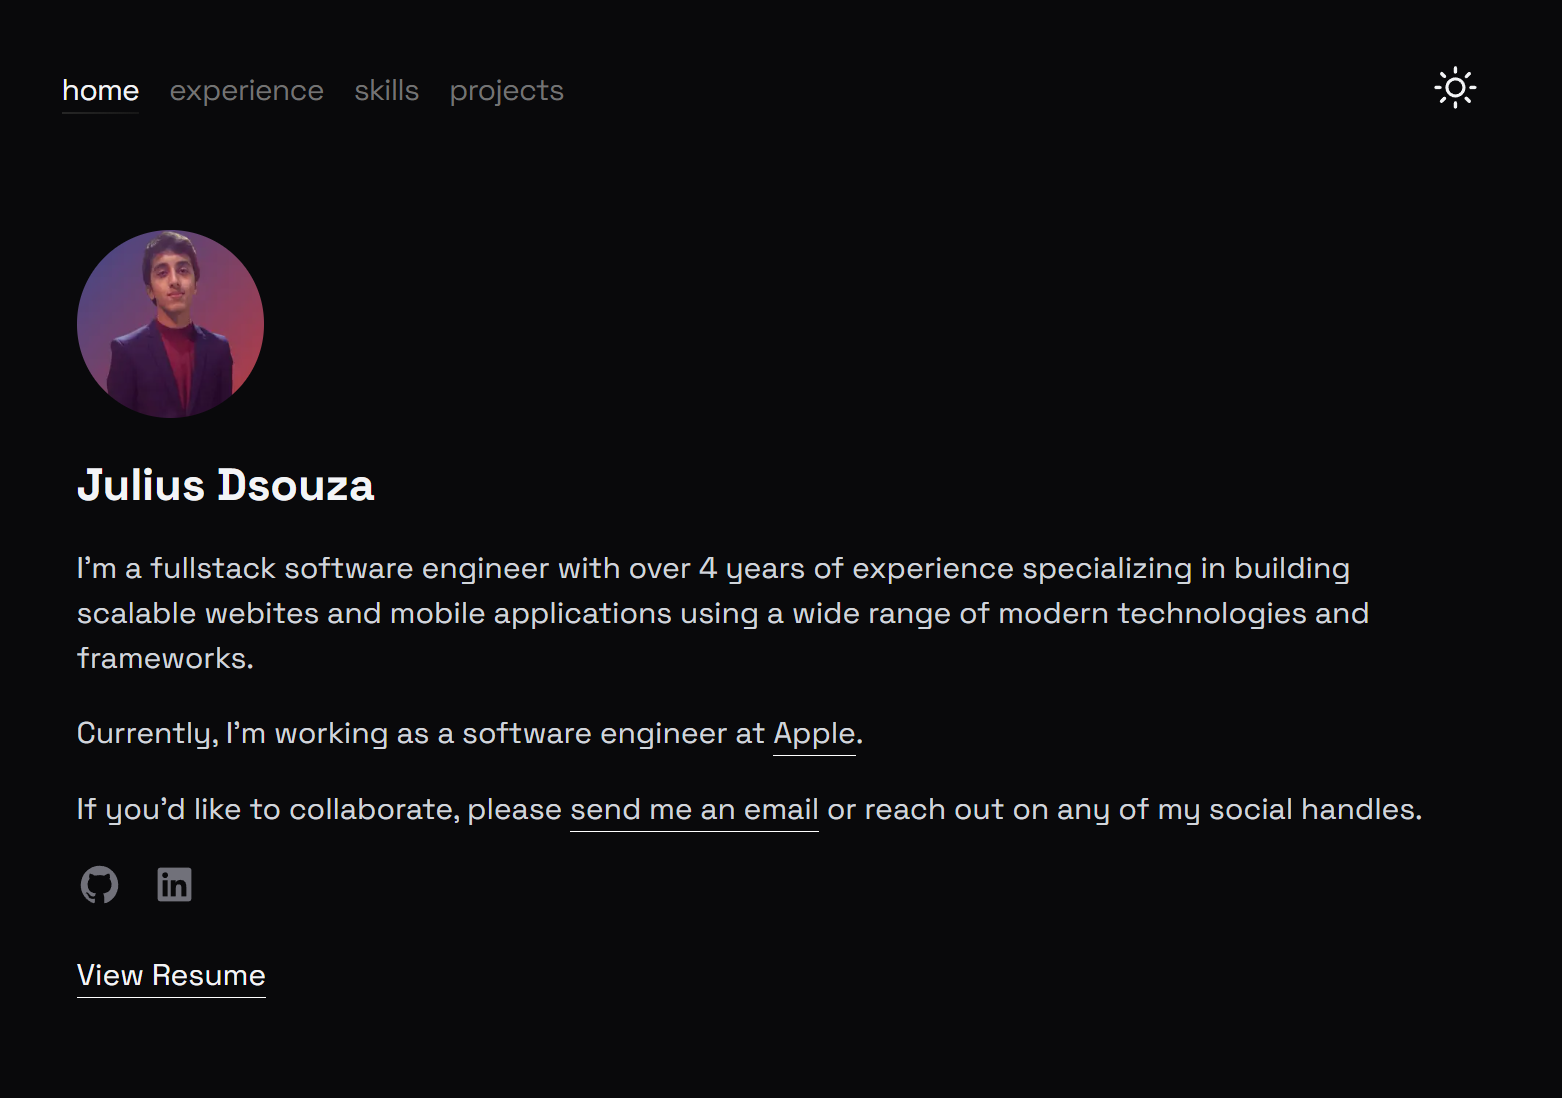 home experience skills projects
Julius Dsouza
I'm a fullstack software engineer with over 4 years of experience specializing in building
scalable webites and mobile applications using a wide range of modern technologies and
frameworks.
Currently, I'm working as a software engineer at Apple.
If you'd like to collaborate, please send me an email or reach out on any of my social handles.
in
View Resume